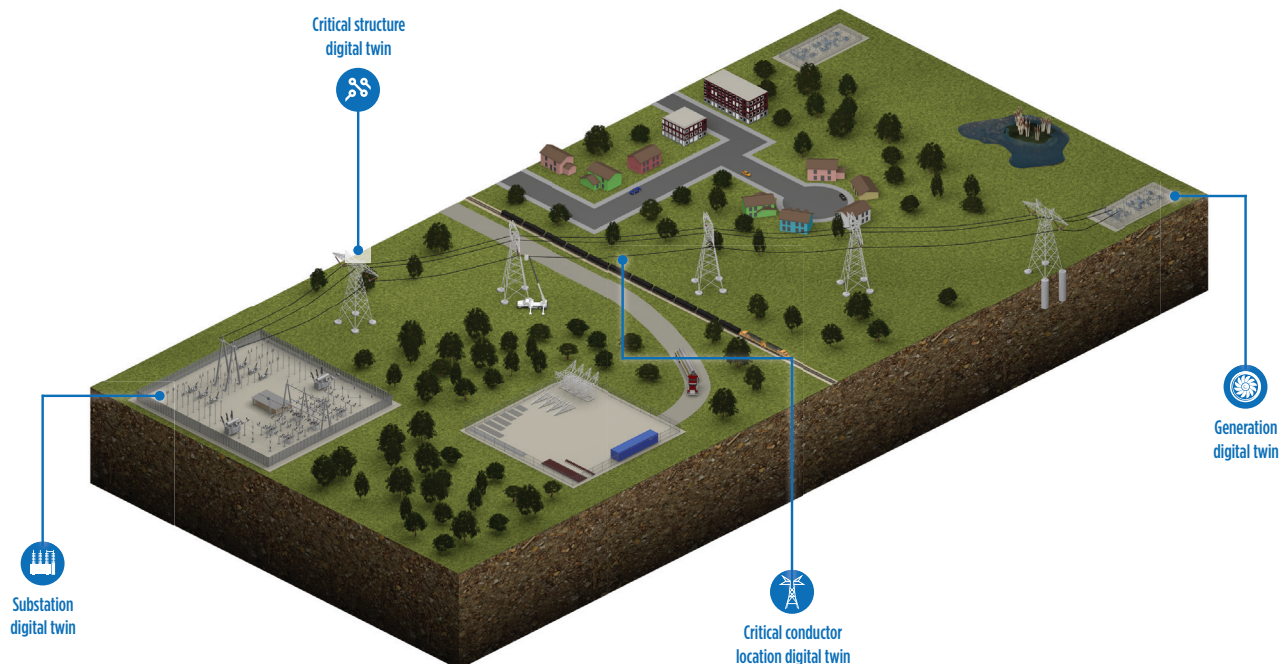 Critical structure
digital twin
Generation
digital twin
Substation
digital twin
Critical conductor
location digital twin